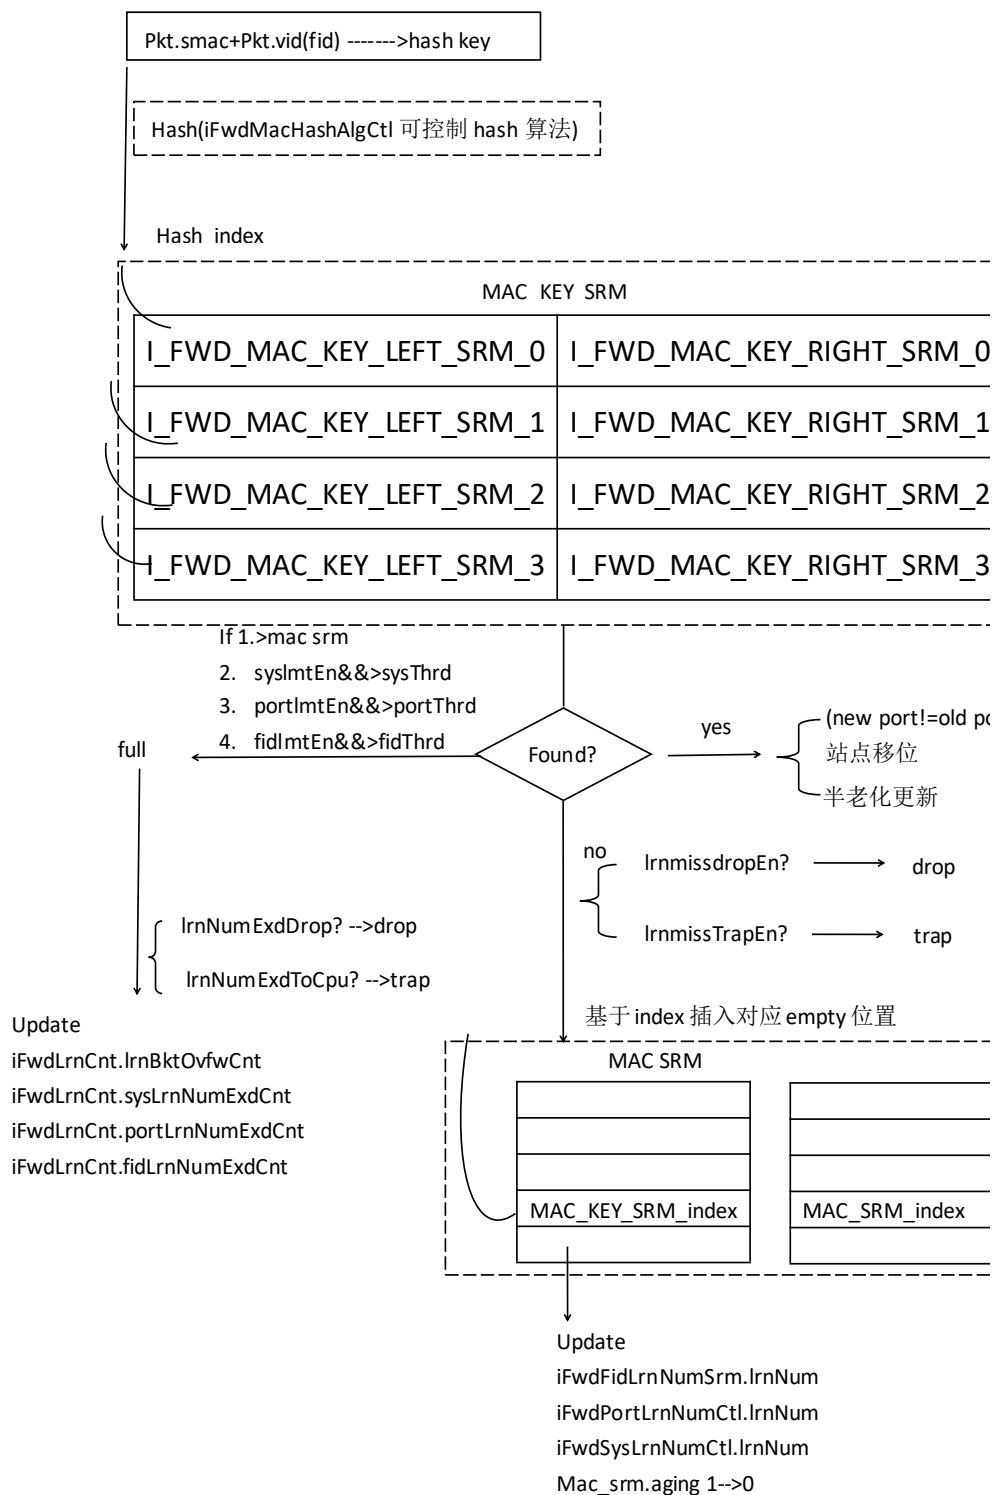 Pkt.smac+Pkt.vid(fid) ------->hash key
Hash(iFwdMacHashAlgCtl 可控制 hash 算法)
Hash index
MAC KEY SRM
I_FWD_MAC_KEY_LEFT_SRM_0 I_FWD_MAC_KEY_RIGHT_SRM_0
I_FWD_MAC_KEY_LEFT_SRM_1 I_FWD_MAC_KEY_RIGHT_SRM_1
I_FWD_MAC_KEY_LEFT_SRM_2 I_FWD_MAC_KEY_RIGHT_SRM_2
I_FWD_MAC_KEY_LEFT_SRM_3 I_FWD_MAC_KEY_RIGHT_SRM_3
If 1.>mac srm
2. syslmtEn&&>sysThrd
3. portlmtEn&&>portThrd
4. fidlmtEn&&>fidThrd
full
Found?
yes
(new port!=old po
站点移位
半老化更新
no
lrnmissdropEn?
drop
lrnmissTrapEn?
trap
lrnNumExdDrop? -->drop
lrnNumExdToCpu? -->trap
Update
iFwdLrnCnt.lrnBktOvfwCnt
iFwdLrnCnt.sysLrnNumExdCnt
iFwdLrnCnt.portLrnNumExdCnt
iFwdLrnCnt.fidLrnNumExdCnt
基于 index 插入对应 empty 位置
MAC SRM
MAC_KEY_SRM_index
MAC_SRM_index
Update
iFwdFidLrnNumSrm.lrnNum
iFwdPortLrnNumCtl.lrnNum
iFwdSysLrnNumCtl.lrnNum
Mac_srm.aging 1-->0